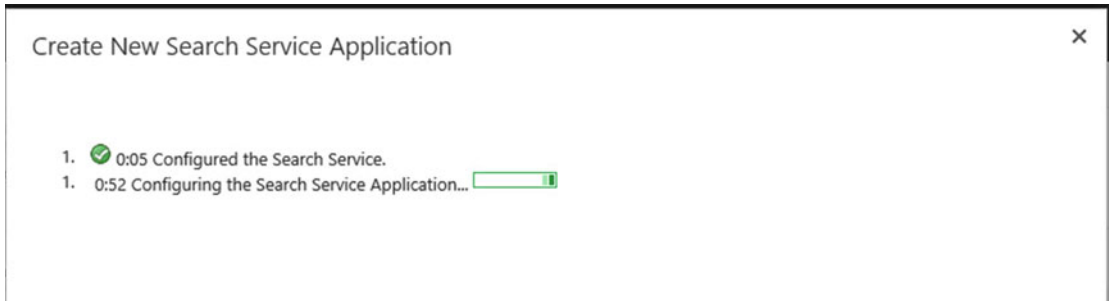 Create New Search Service Application
1. 0:05 Configured the Search Service.
1. 0:52 Configuring the Search Service Application...